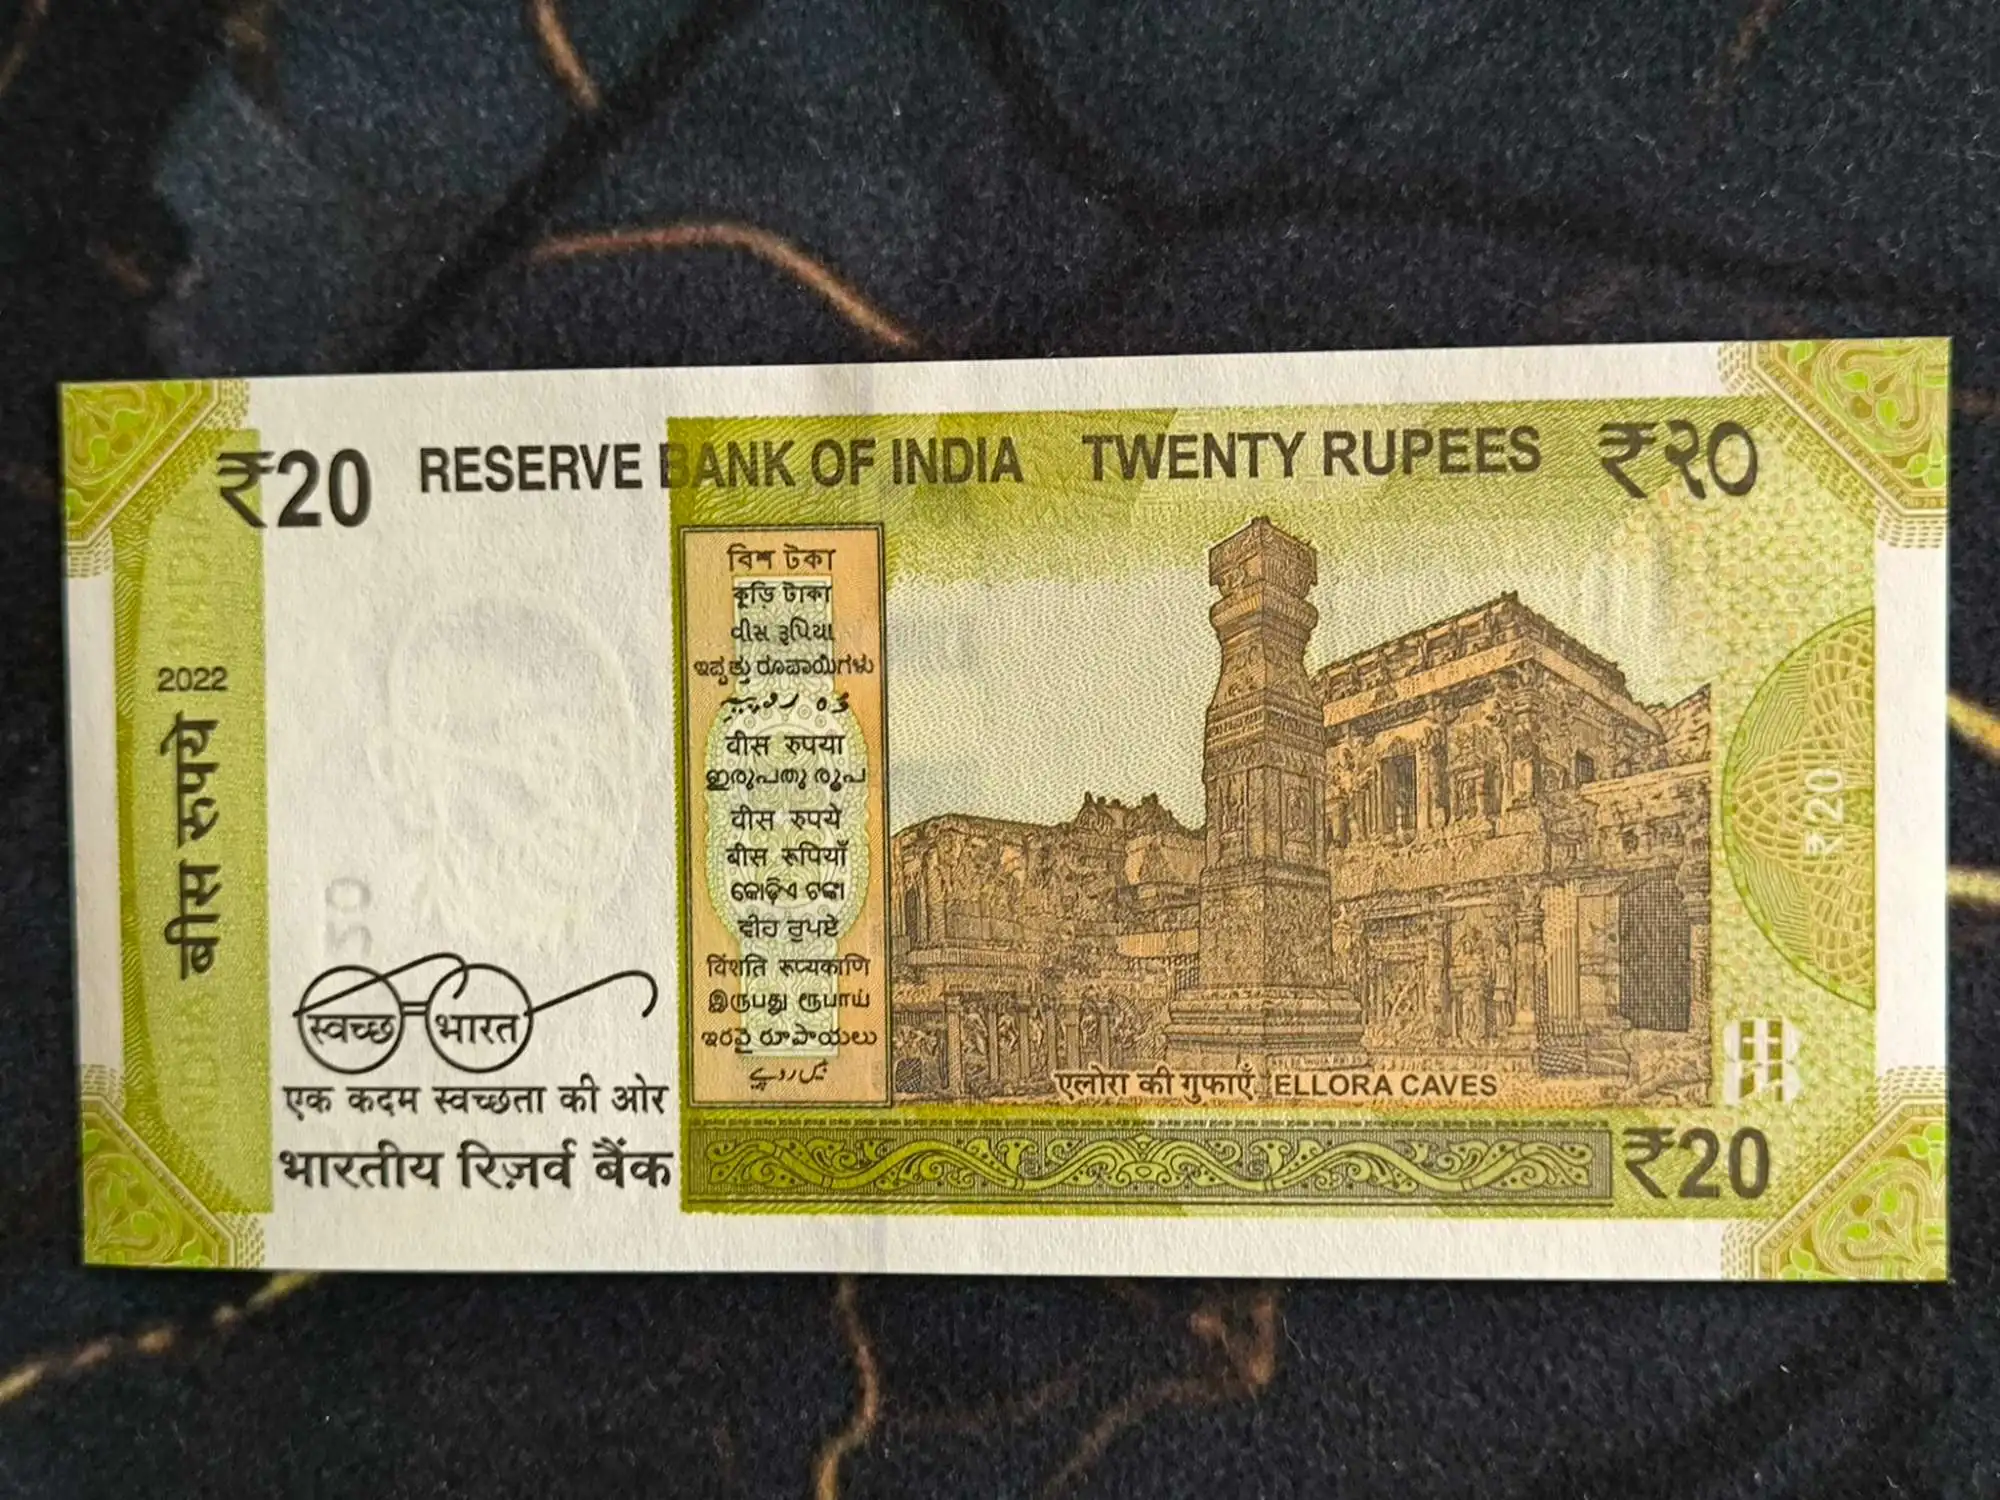 ₹20 RESERVE BANK OF INDIA TWENTY RUPEES ₹२०
2022
बीस रुपये
বিশ টকা
কুড়ি টাকা
વીસ રૂપિયા
ಇಪ್ಪತ್ತು ರೂಪಾಯಿಗಳು
वीस रुपया
ഇരുപതു രൂപ
वीस रुपये
बीस रूपियाँ
କୋଡ଼ିଏ ଟଙ୍କା
ਵੀਹ ਰੁਪਏ
विंशति रूप्यकाणि
இருபது ரூபாய்
ఇరవై రూపాయలు
بیس روپے
₹20
स्वच्छ भारत
एक कदम स्वच्छता की ओर
भारतीय रिज़र्व बैंक
एलोरा की गुफाएँ ELLORA CAVES
₹20